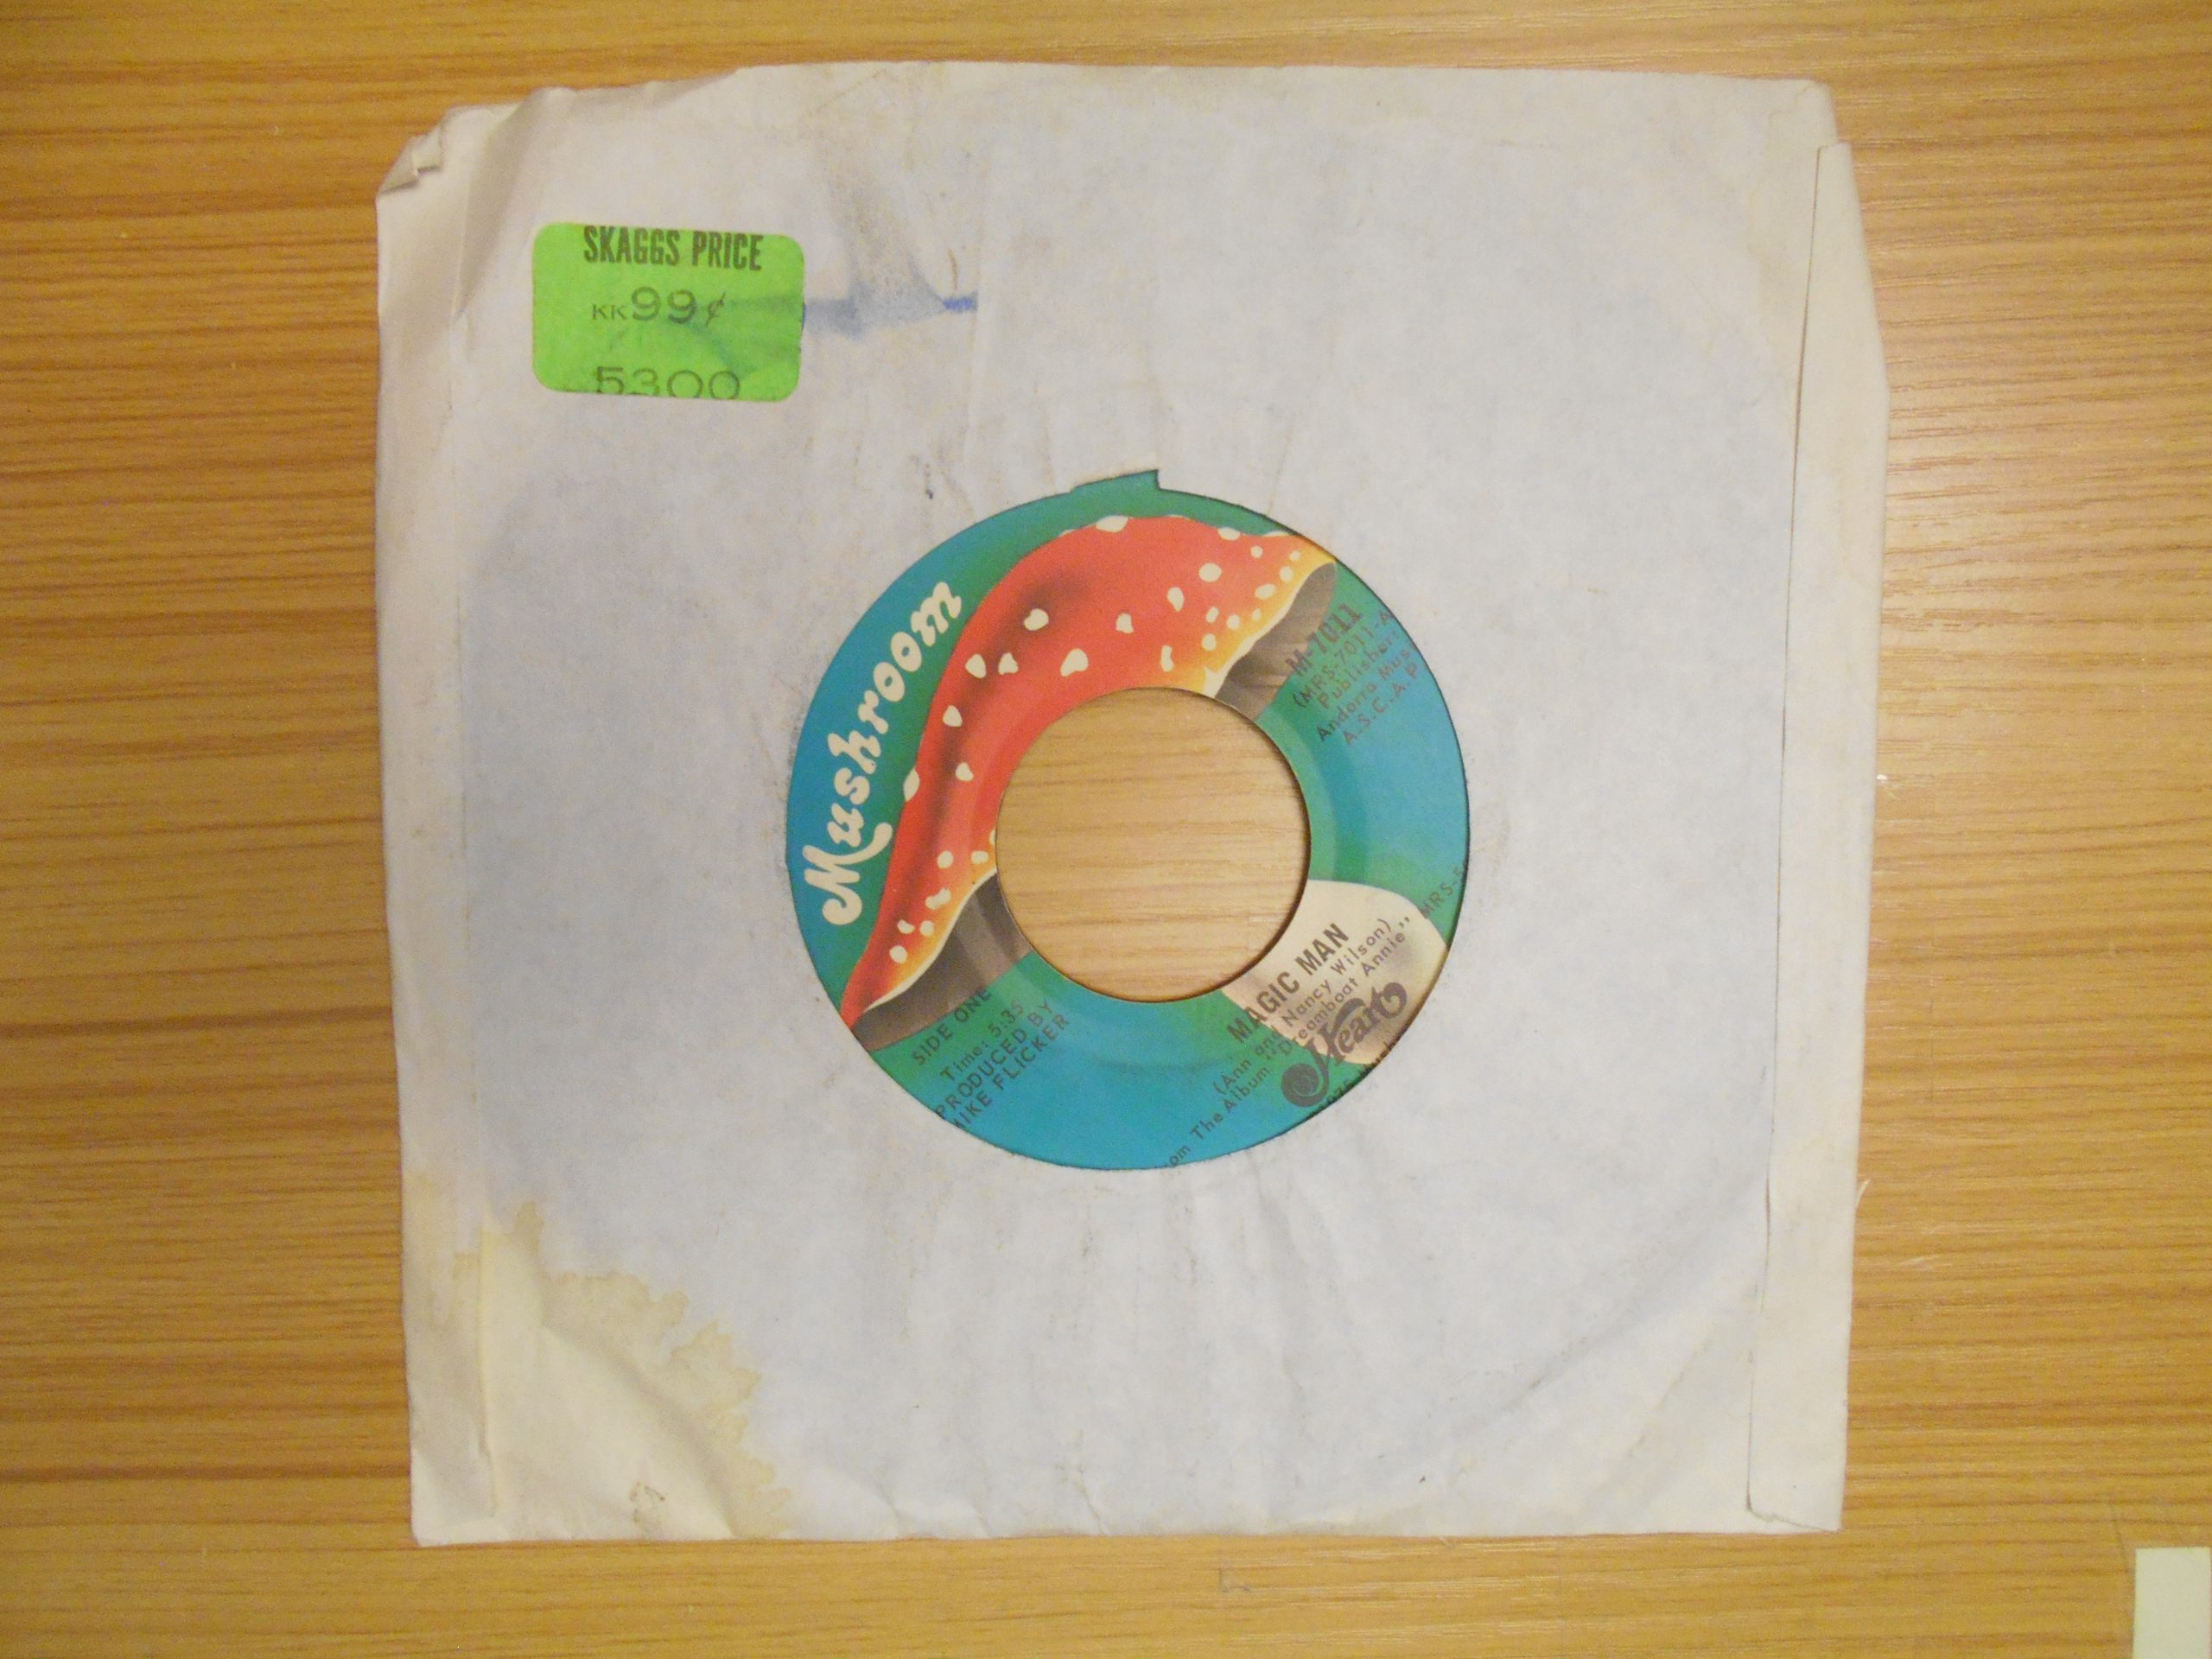 SKAGGS PRICE
KK99¢
5300
Mushroom
M-7011
(MRS-7011-A
Publisher:
Andorra Mus
A.S.C.A.P
SIDE ONE
Time: 5:35
PRODUCED BY
MIKE FLICKER
MAGIC MAN
(Ann and Nancy Wilson)
From The Album "Dreamboat Annie" MRS-5
Heart